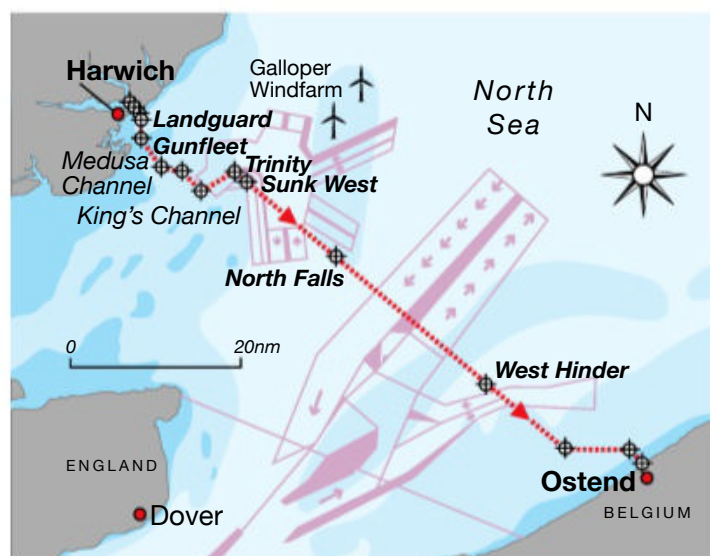 Harwich
Galloper
Windfarm
North
Sea
N
Landguard
Gunfleet
Medusa
Channel
Trinity
Sunk West
King's Channel
North Falls
0 20nm
West Hinder
ENGLAND
Ostend
BELGIUM
Dover